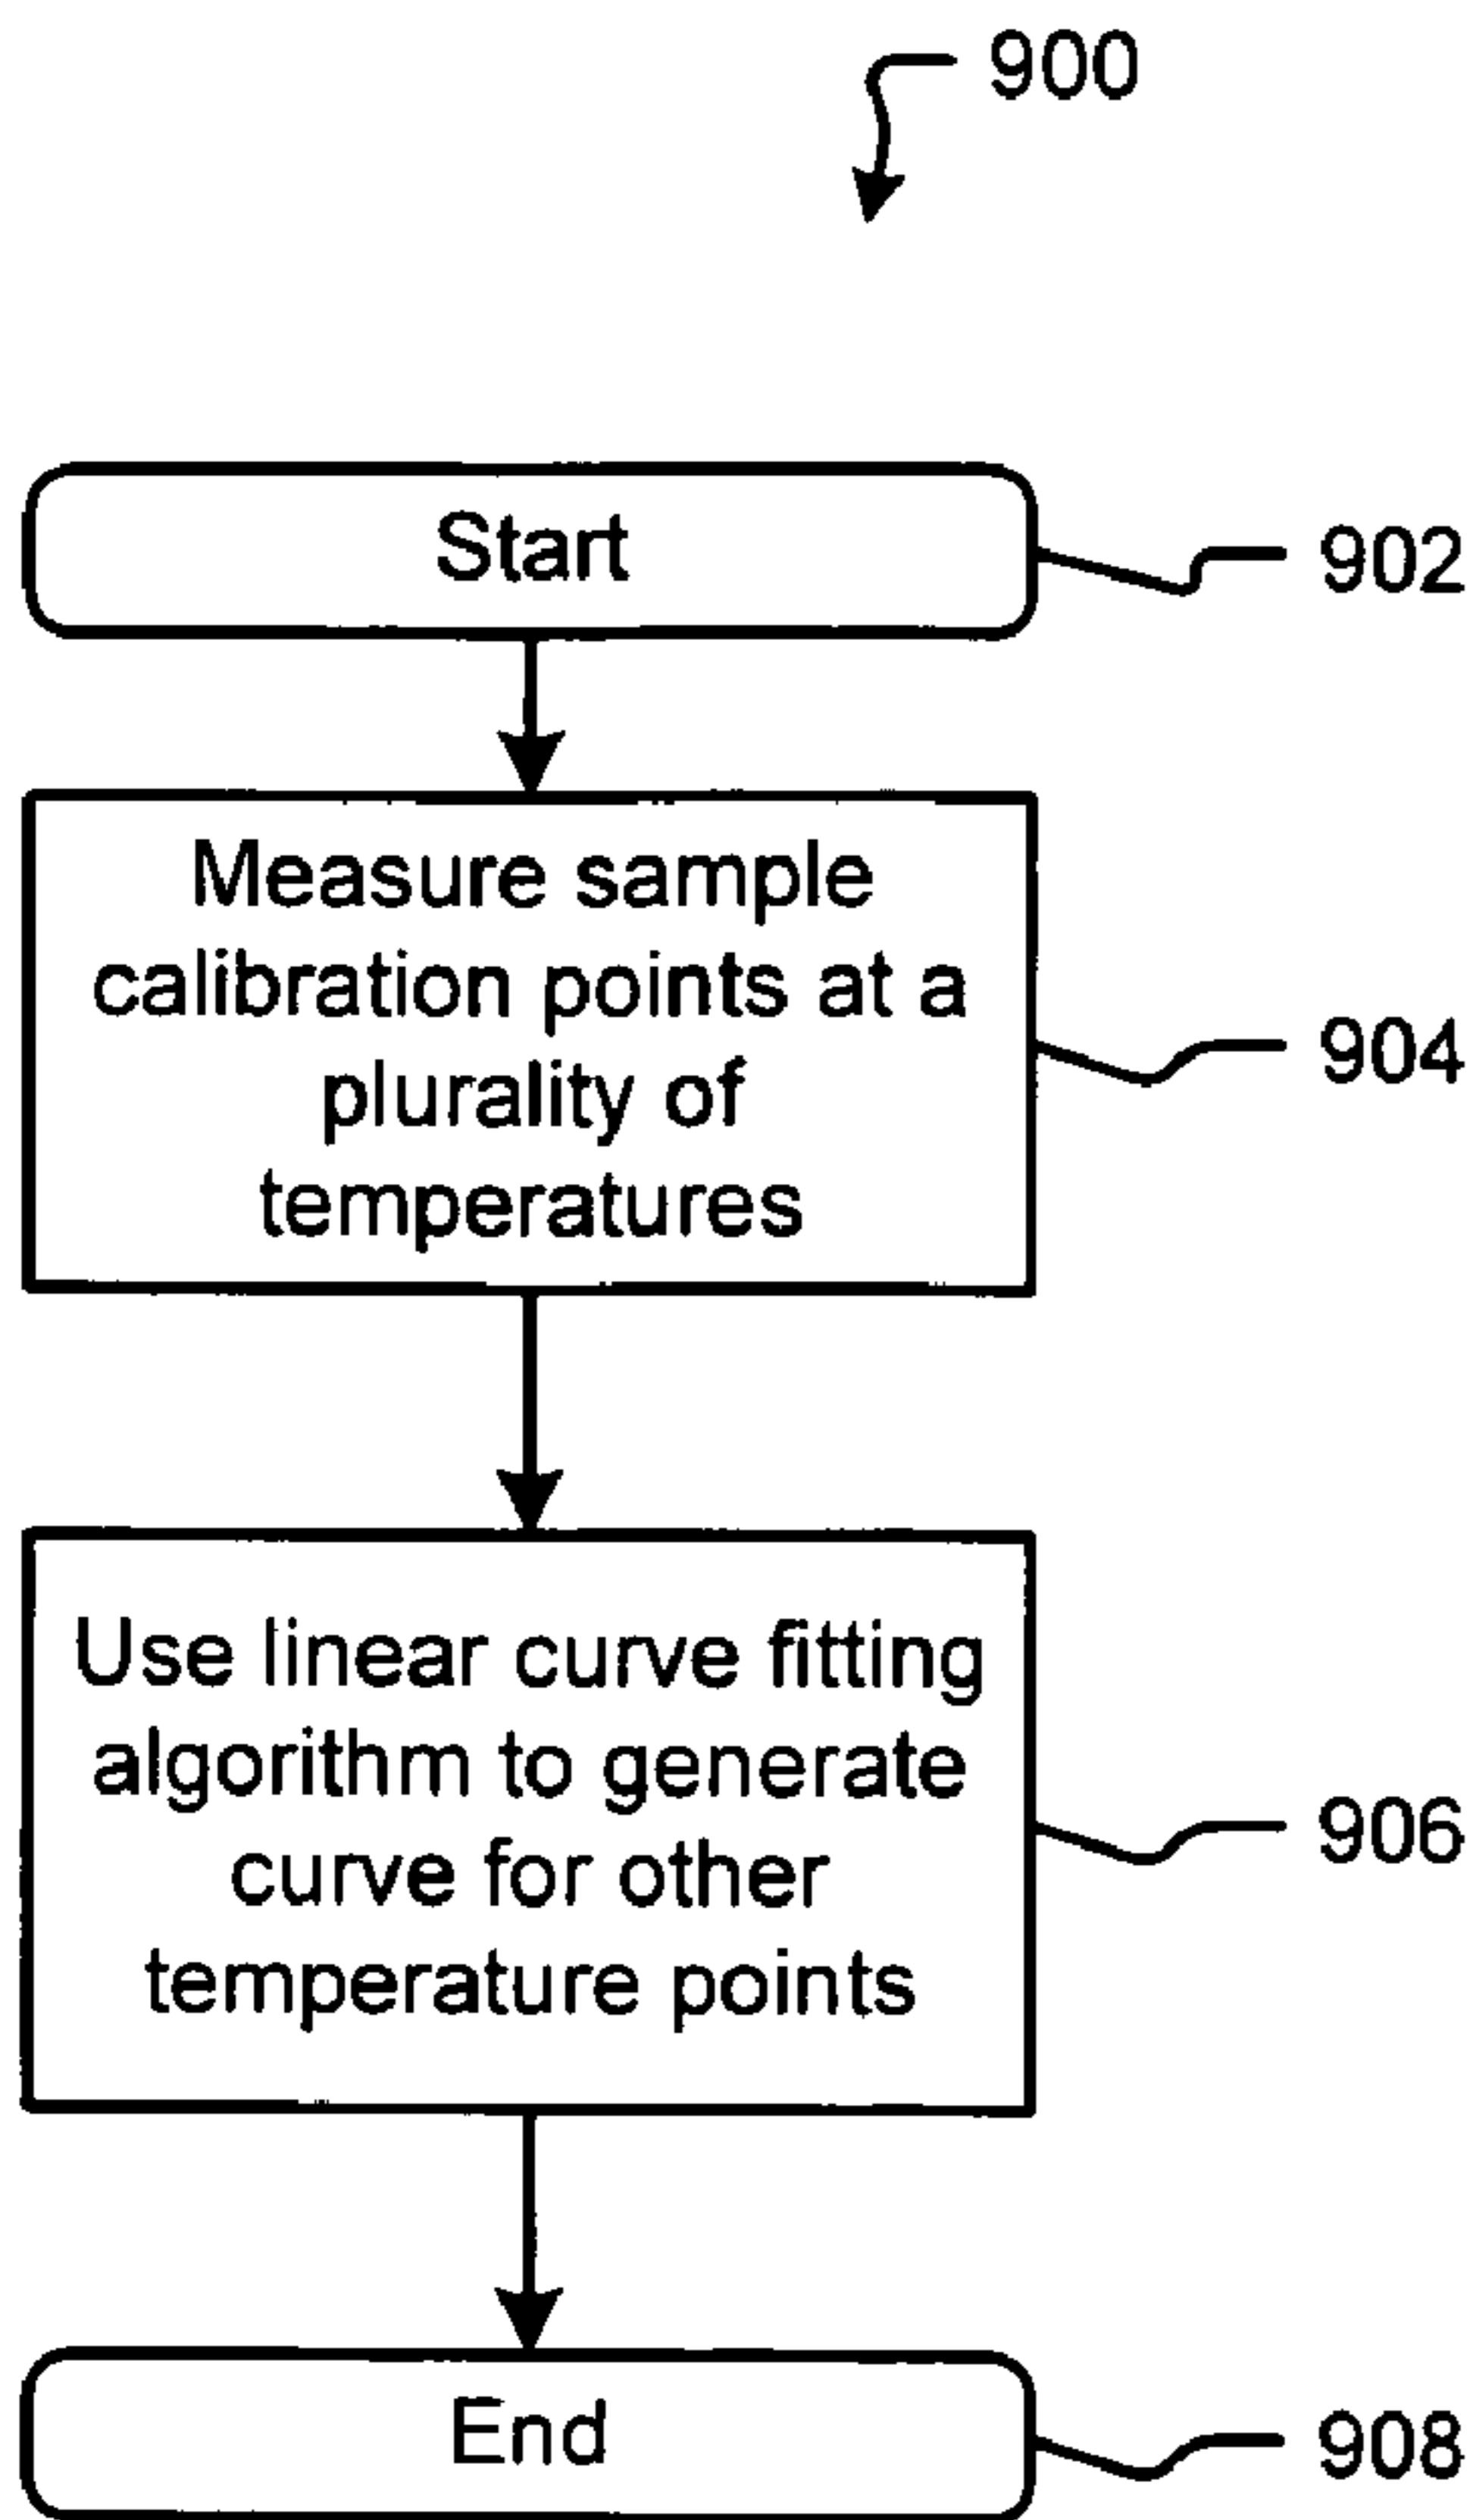 900
Start
902
Measure sample
calibration points at a
plurality of
temperatures
904
Use linear curve fitting
algorithm to generate
curve for other
temperature points
906
End
908